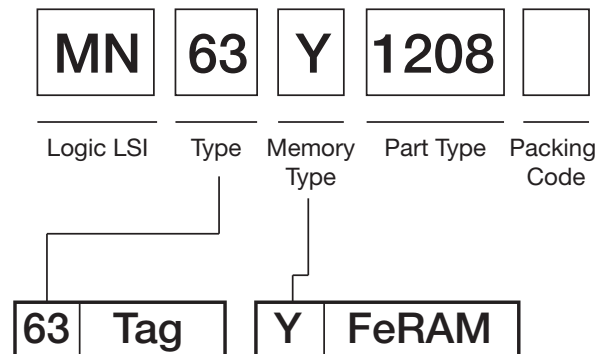 MN 63 Y 1208
Logic LSI Type Memory Type Part Type Packing Code
63 Tag Y FeRAM